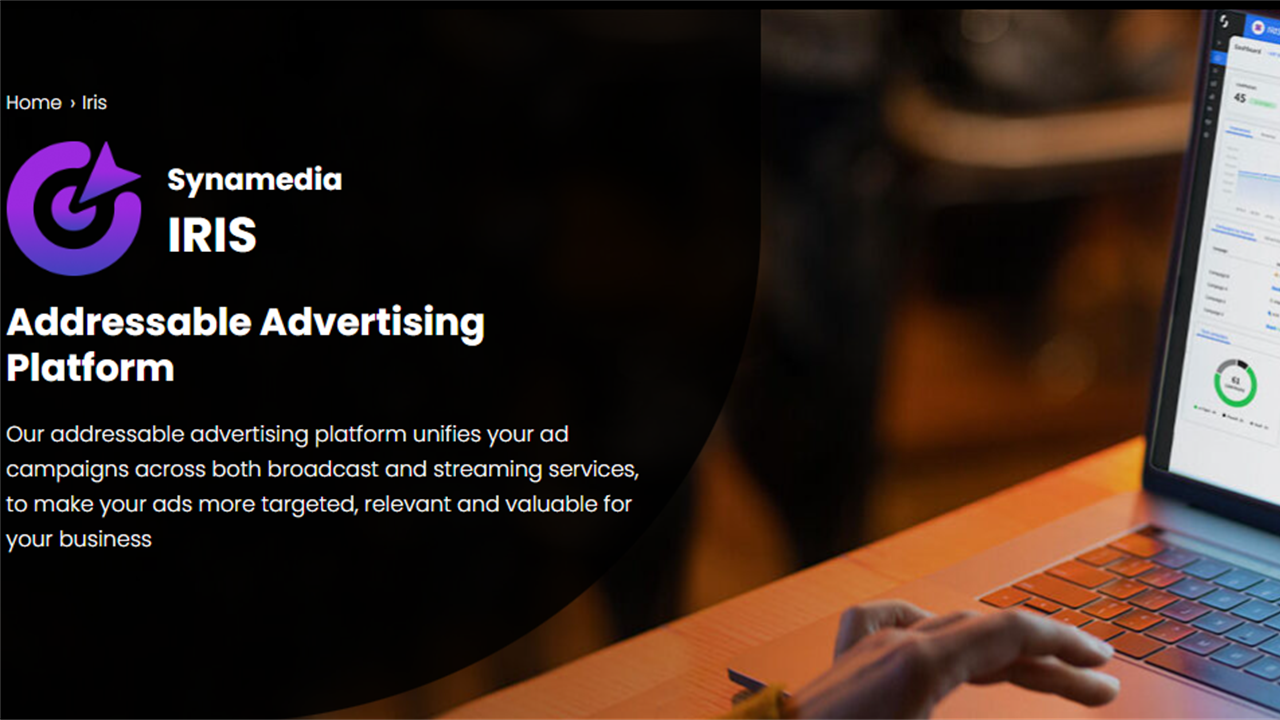 Home › Iris
Synamedia
IRIS
Addressable Advertising
Platform
Our addressable advertising platform unifies your ad
campaigns across both broadcast and streaming services,
to make your ads more targeted, relevant and valuable for
your business
Dashboard
45
61